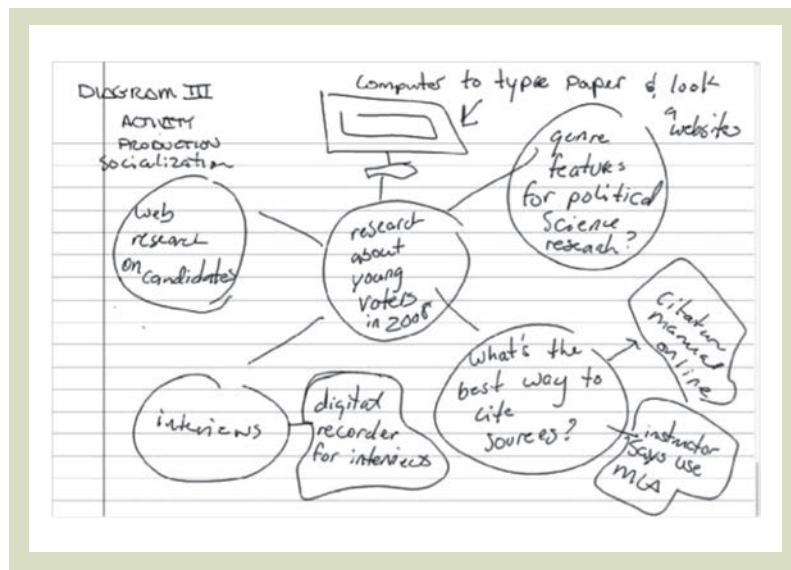 DIAGRAM III
ACTIVITY
PRODUCTION
Socialization
Computer to type paper & look
@ websites
genre
features
for political
Science
research?
web
research
on candidates
research
about
young
voters
in 2008
Citation
manual
online
what's the
best way to
cite
sources?
interviews
digital
recorder
for interviews
instructor
says use
MLA